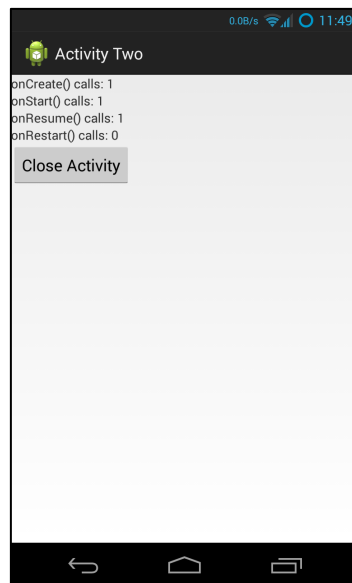 0.0B/s 11:49
Activity Two
onCreate() calls: 1
onStart() calls: 1
onResume() calls: 1
onRestart() calls: 0
Close Activity